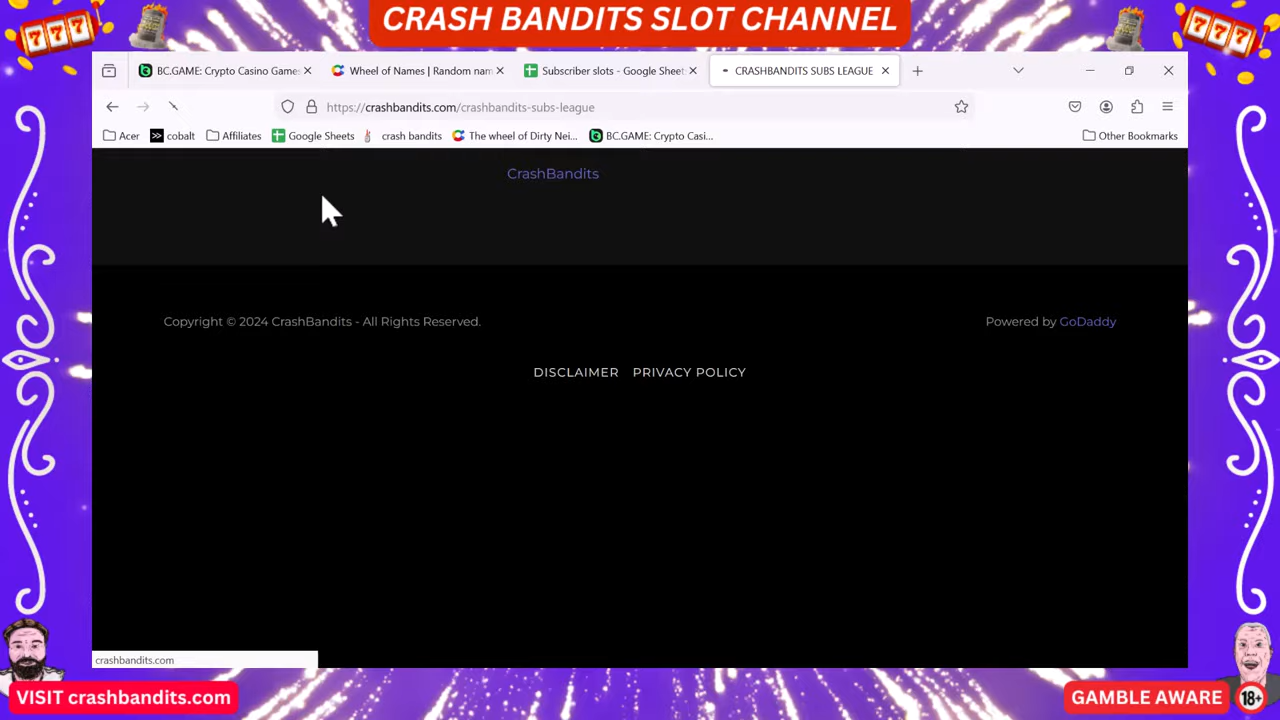 CRASH BANDITS SLOT CHANNEL
777
777
BC.GAME: Crypto Casino Game:
Wheel of Names | Random nam
Subscriber slots - Google Sheet:
CRASHBANDITS SUBS LEAGUE
https://crashbandits.com/crashbandits-subs-league
Acer
cobalt
Affiliates
Google Sheets
crash bandits
The wheel of Dirty Nei...
BC.GAME: Crypto Casi...
Other Bookmarks
CrashBandits
Copyright © 2024 CrashBandits - All Rights Reserved.
Powered by GoDaddy
DISCLAIMER PRIVACY POLICY
crashbandits.com
VISIT crashbandits.com
GAMBLE AWARE 18+